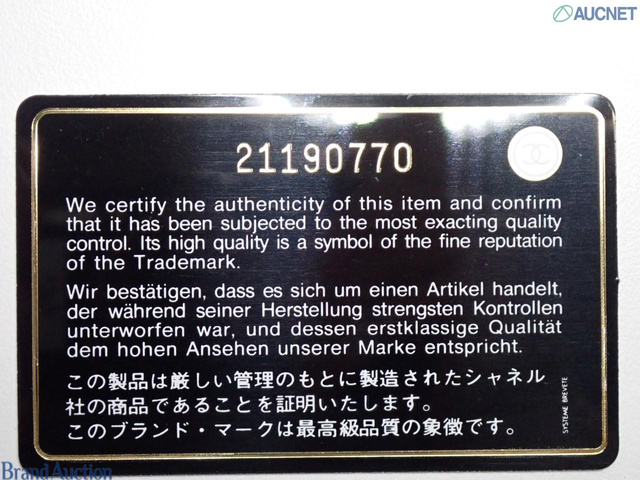 AUCNET
21190770
We certify the authenticity of this item and confirm
that it has been subjected to the most exacting quality
control. Its high quality is a symbol of the fine reputation
of the Trademark.
Wir bestätigen, dass es sich um einen Artikel handelt,
der während seiner Herstellung strengsten Kontrollen
unterworfen war, und dessen erstklassige Qualität
dem hohen Ansehen unserer Marke entspricht.
この製品は厳しい管理のもとに製造されたシャネル
社の商品であることを証明いたします。
このブランド・マークは最高級品質の象徴です。
SYSTEME BREVETE
Brand Auction